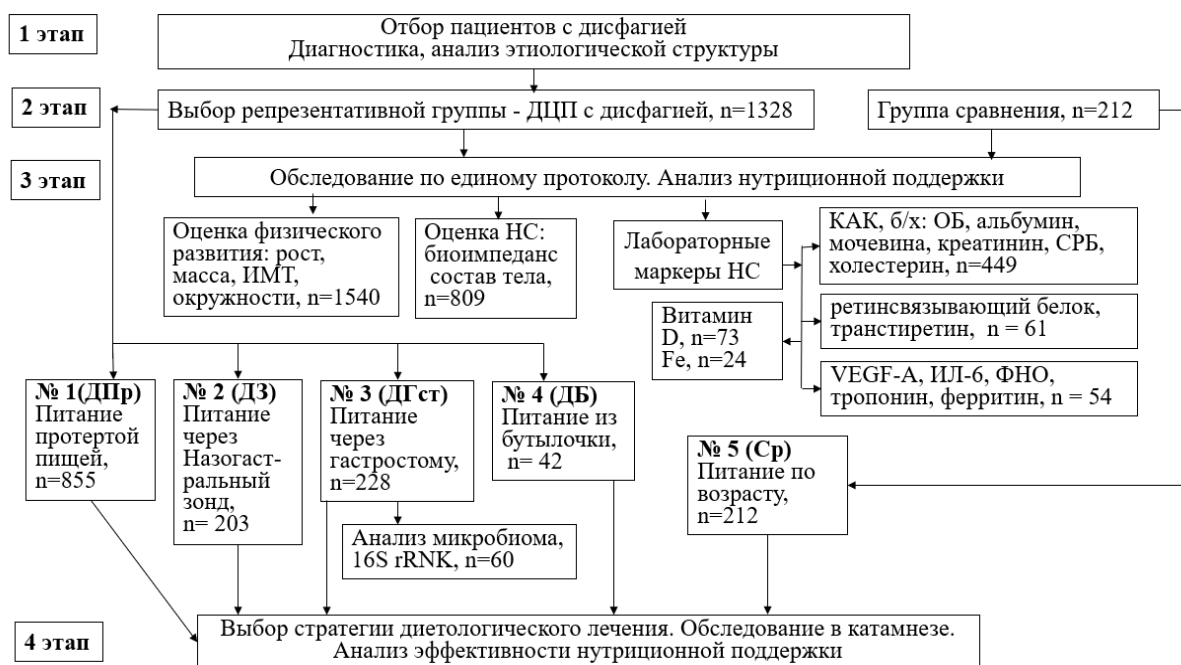 1 этап
Отбор пациентов с дисфагией
Диагностика, анализ этиологической структуры
2 этап
Выбор репрезентативной группы - ДЦП с дисфагией, n=1328
Группа сравнения, n=212
3 этап
Обследование по единому протоколу. Анализ нутриционной поддержки
Оценка физического
развития: рост,
масса, ИМТ,
окружности, n=1540
Оценка НС:
биоимпеданс
состав тела,
n=809
Лабораторные
маркеры НС
КАК, б/х: ОБ, альбумин,
мочевина, креатинин, СРБ,
холестерин, n=449
Витамин
D, n=73
Fe, n=24
ретинсвязывающий белок,
транстиретин, n = 61
VEGF-A, ИЛ-6, ФНО,
тропонин, ферритин, n = 54
№ 1(ДПр)
Питание
протертой
пищей,
n=855
№ 2 (ДЗ)
Питание
через
Назогаст-
ральный
зонд,
n= 203
№ 3 (ДГст)
Питание
через
гастростому,
n=228
№ 4 (ДБ)
Питание из
бутылочки,
n= 42
№ 5 (Ср)
Питание по
возрасту,
n=212
Анализ микробиома,
16S rRNK, n=60
4 этап
Выбор стратегии диетологического лечения. Обследование в катамнезе.
Анализ эффективности нутриционной поддержки